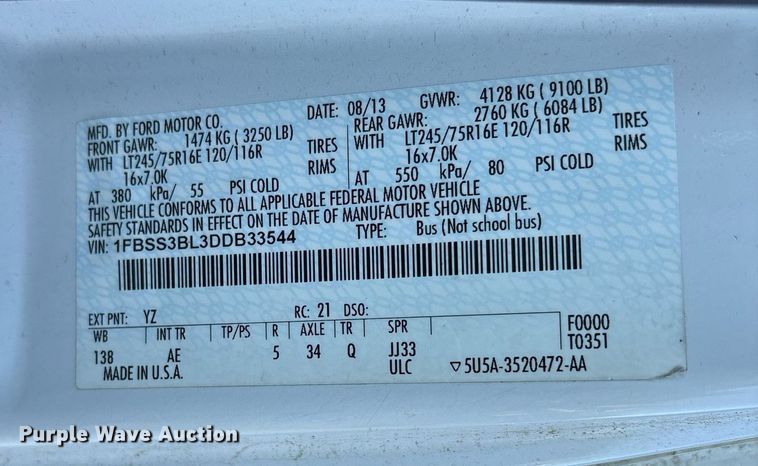 MFD. BY FORD MOTOR CO. DATE: 08/13 GVWR: 4128 KG ( 9100 LB)
FRONT GAWR: 1474 KG ( 3250 LB) REAR GAWR: 2760 KG ( 6084 LB)
WITH LT245/75R16E 120/116R TIRES WITH LT245/75R16E 120/116R TIRES
16x7.0K RIMS 16x7.0K RIMS
AT 380 kPa/ 55 PSI COLD AT 550 kPa/ 80 PSI COLD
THIS VEHICLE CONFORMS TO ALL APPLICABLE FEDERAL MOTOR VEHICLE
SAFETY STANDARDS IN EFFECT ON THE DATE OF MANUFACTURE SHOWN ABOVE.
VIN: 1FBSS3BL3DDB33544 TYPE: Bus (Not school bus)
EXT PNT: YZ RC: 21 DSO:
WB INT TR TP/PS R AXLE TR SPR F0000
138 AE 5 34 Q JJ33 T0351
MADE IN U.S.A. ULC ▽5U5A-3520472-AA
Purple Wave Auction